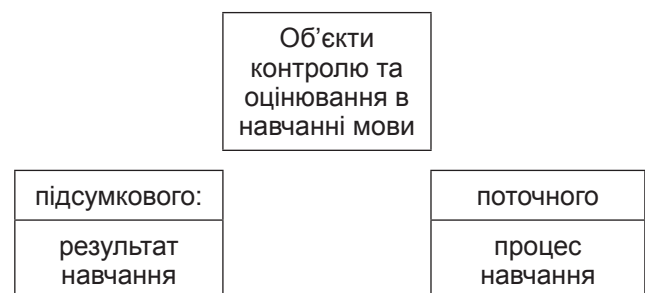 Об’єкти
контролю та
оцінювання в
навчанні мови
підсумкового:
результат
навчання
поточного
процес
навчання